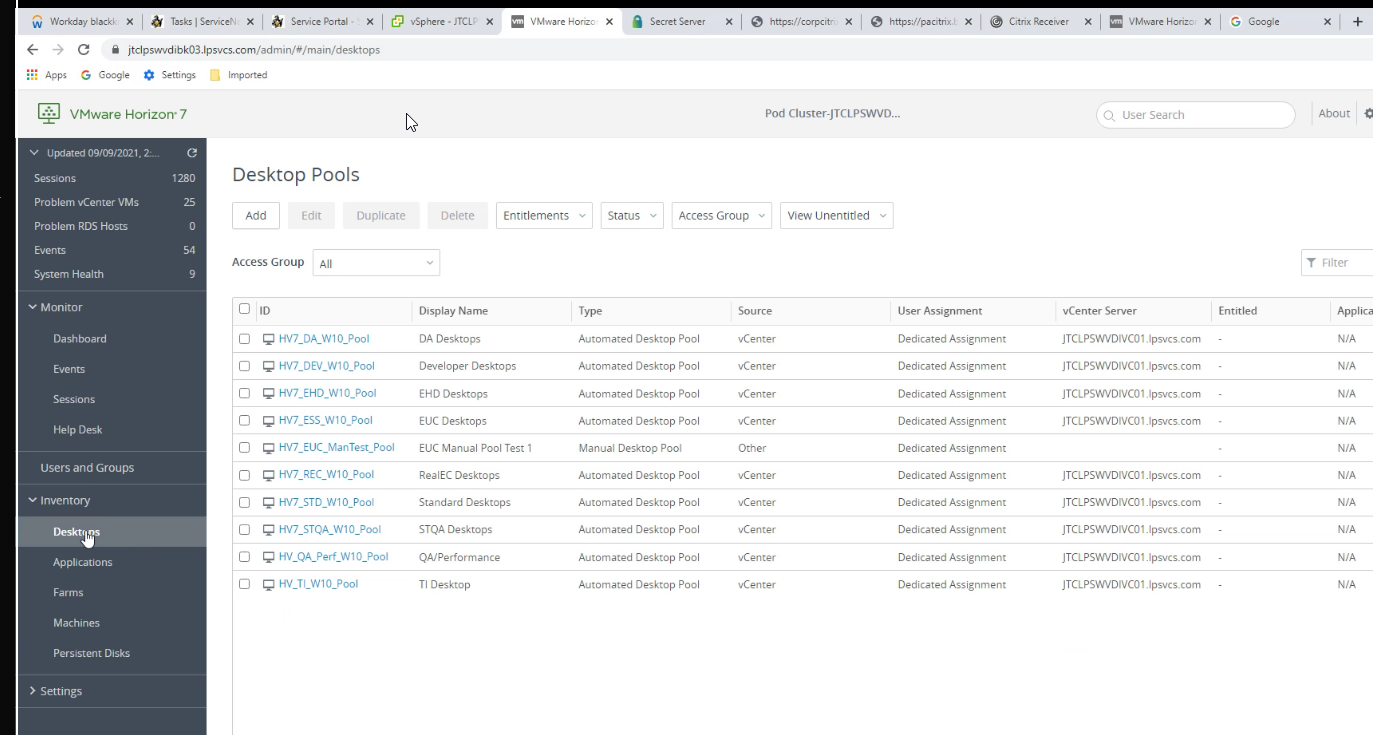 Workday blackk Tasks | ServiceN Service Portal - vSphere - JTCLP VMware Horizo Secret Server https://corpcitri https://pacitrix. Citrix Receiver VMware Horizo Google
jtclpswvdibk03.lpsvcs.com/admin/#/main/desktops
Apps Google Settings Imported
VMware Horizon® 7 Pod Cluster-JTCLPSWVD... User Search About
Updated 09/09/2021, 2:...
Sessions 1280
Problem vCenter VMs 25
Problem RDS Hosts 0
Events 54
System Health 9
Monitor
Dashboard
Events
Sessions
Help Desk
Users and Groups
Inventory
Desktops
Applications
Farms
Machines
Persistent Disks
Settings
Desktop Pools
Add Edit Duplicate Delete Entitlements Status Access Group View Unentitled
Access Group All Filter
ID Display Name Type Source User Assignment vCenter Server Entitled Applica
HV7_DA_W10_Pool DA Desktops Automated Desktop Pool vCenter Dedicated Assignment JTCLPSWVDIVC01.lpsvcs.com - N/A
HV7_DEV_W10_Pool Developer Desktops Automated Desktop Pool vCenter Dedicated Assignment JTCLPSWVDIVC01.lpsvcs.com - N/A
HV7_EHD_W10_Pool EHD Desktops Automated Desktop Pool vCenter Dedicated Assignment JTCLPSWVDIVC01.lpsvcs.com - N/A
HV7_ESS_W10_Pool EUC Desktops Automated Desktop Pool vCenter Dedicated Assignment JTCLPSWVDIVC01.lpsvcs.com - N/A
HV7_EUC_ManTest_Pool EUC Manual Pool Test 1 Manual Desktop Pool Other Dedicated Assignment - N/A
HV7_REC_W10_Pool RealEC Desktops Automated Desktop Pool vCenter Dedicated Assignment JTCLPSWVDIVC01.lpsvcs.com - N/A
HV7_STD_W10_Pool Standard Desktops Automated Desktop Pool vCenter Dedicated Assignment JTCLPSWVDIVC01.lpsvcs.com - N/A
HV7_STQA_W10_Pool STQA Desktops Automated Desktop Pool vCenter Dedicated Assignment JTCLPSWVDIVC01.lpsvcs.com - N/A
HV_QA_Perf_W10_Pool QA/Performance Automated Desktop Pool vCenter Dedicated Assignment JTCLPSWVDIVC01.lpsvcs.com - N/A
HV_TI_W10_Pool TI Desktop Automated Desktop Pool vCenter Dedicated Assignment JTCLPSWVDIVC01.lpsvcs.com - N/A